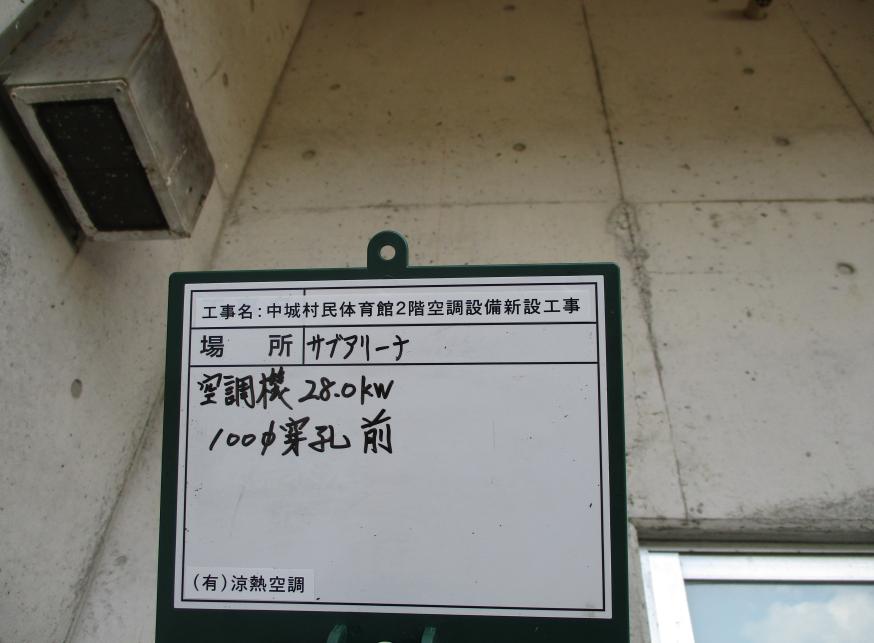 工事名:中城村民体育館2階空調設備新設工事
場 所 サブアリーナ
空調機 28.0kW
100φ穿孔 前
(有)涼熱空調